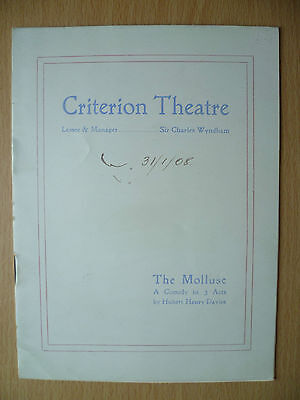 Criterion Theatre
Lessee & Manager Sir Charles Wyndham
31/1/08
The Mollusc
A Comedy in 3 Acts
by Hubert Henry Davies